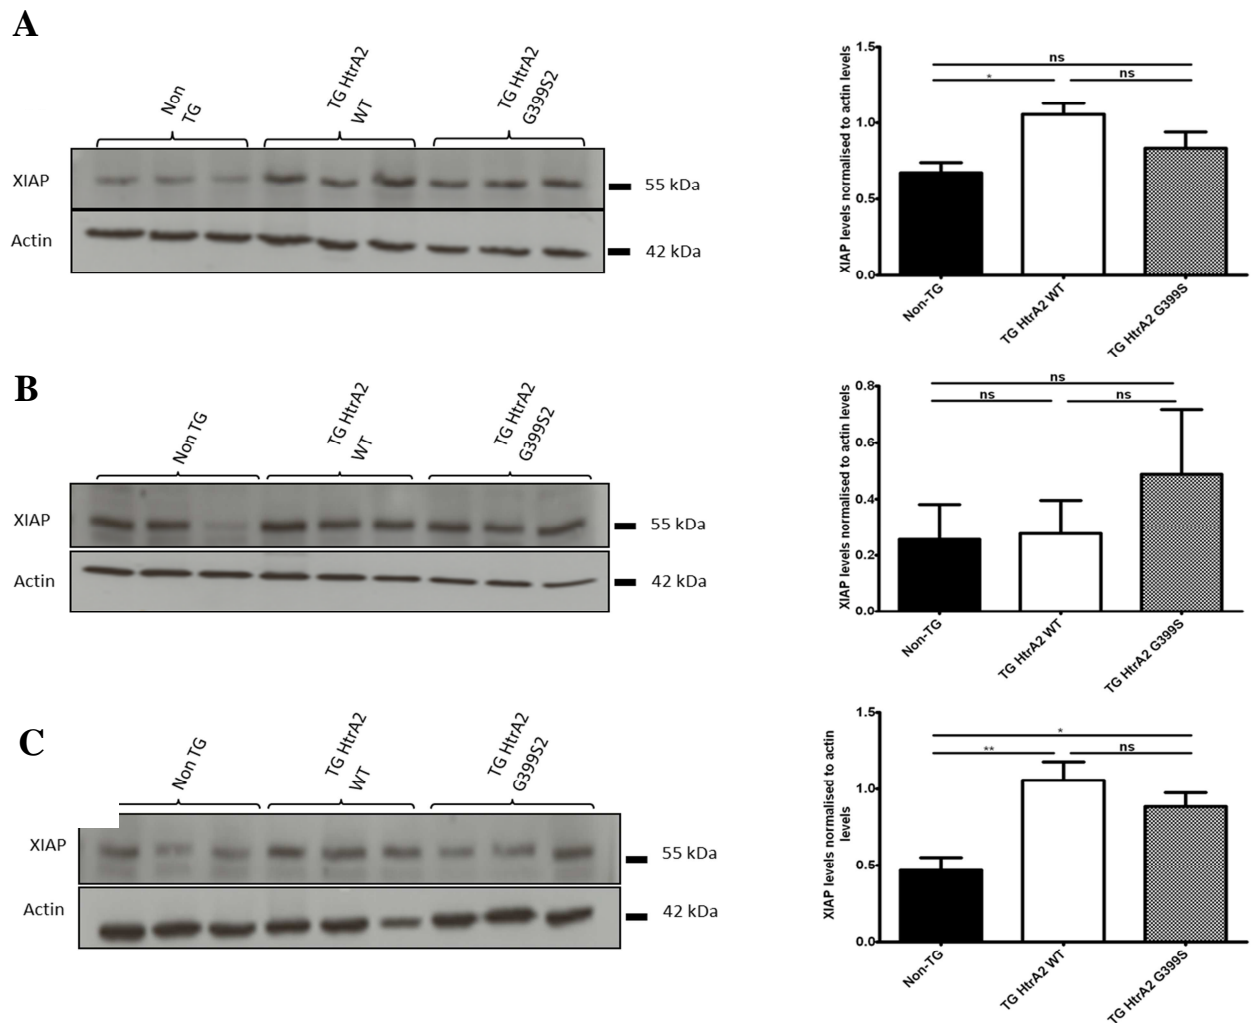 A
Non
TG
TG HtrA2
WT
TG HtrA2
G399S2
XIAP
55 kDa
Actin
42 kDa
XIAP levels normalised to actin levels
1.5
1.0
0.5
0.0
ns
*
ns
Non-TG
TG HtrA2 WT
TG HtrA2 G399S
B
Non TG
TG HtrA2
WT
TG HtrA2
G399S2
XIAP
55 kDa
Actin
42 kDa
XIAP levels normalised to actin levels
0.8
0.6
0.4
0.2
0.0
ns
ns
ns
Non-TG
TG HtrA2 WT
TG HtrA2 G399S
C
Non TG
TG HtrA2
WT
TG HtrA2
G399S2
XIAP
55 kDa
Actin
42 kDa
XIAP levels normalised to actin
levels
1.5
1.0
0.5
0.0
*
**
ns
Non-TG
TG HtrA2 WT
TG HtrA2 G399S